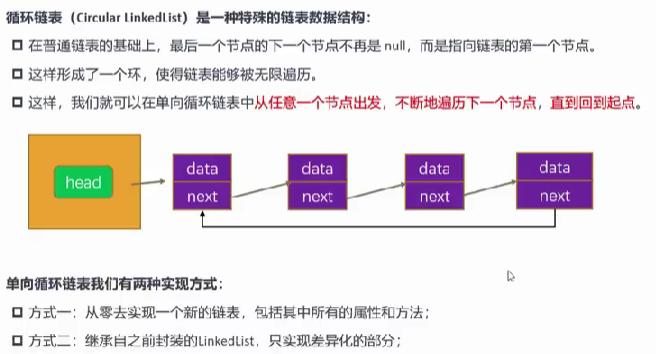 循环链表（Circular LinkedList）是一种特殊的链表数据结构：
在普通链表的基础上，最后一个节点的下一个节点不再是 null，而是指向链表的第一个节点。
这样形成了一个环，使得链表能够被无限遍历。
这样，我们就可以在单向循环链表中从任意一个节点出发，不断地遍历下一个节点，直到回到起点。
head
data
next
data
next
data
next
data
next
单向循环链表我们有两种实现方式：
方式一：从零去实现一个新的链表，包括其中所有的属性和方法；
方式二：继承自之前封装的LinkedList，只实现差异化的部分；